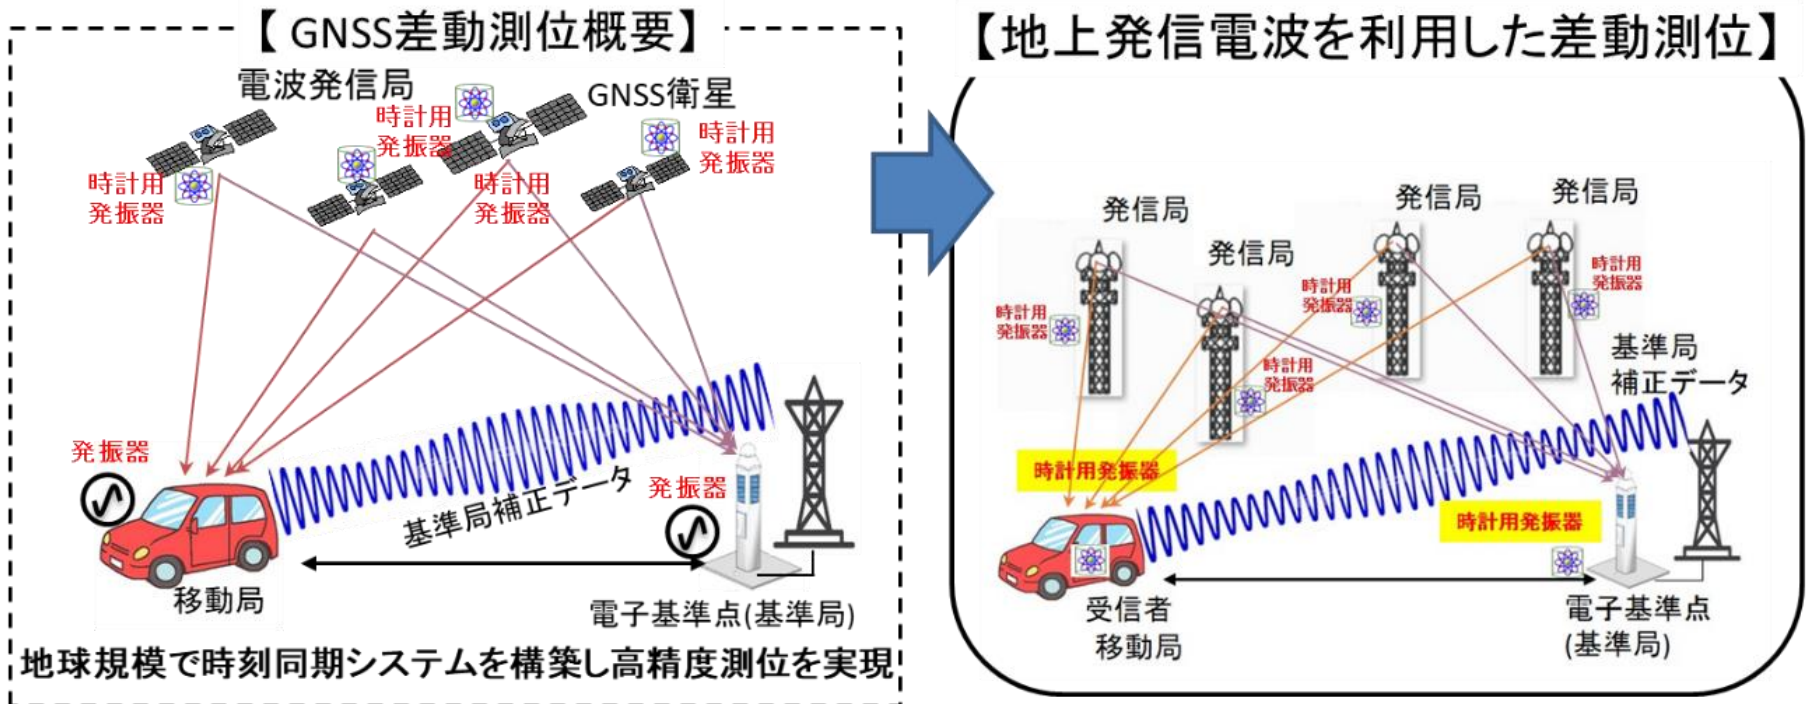 【 GNSS差動測位概要】
電波発信局
GNSS衛星
時計用
発振器
時計用
発振器
時計用
発振器
時計用
発振器
発振器
基準局補正データ
発振器
移動局
電子基準点(基準局)
地球規模で時刻同期システムを構築し高精度測位を実現
【地上発信電波を利用した差動測位】
発信局
発信局
発信局
発信局
時計用
発振器
時計用
発振器
時計用
発振器
時計用
発振器
基準局
補正データ
時計用発振器
時計用発振器
受信者
移動局
電子基準点
(基準局)